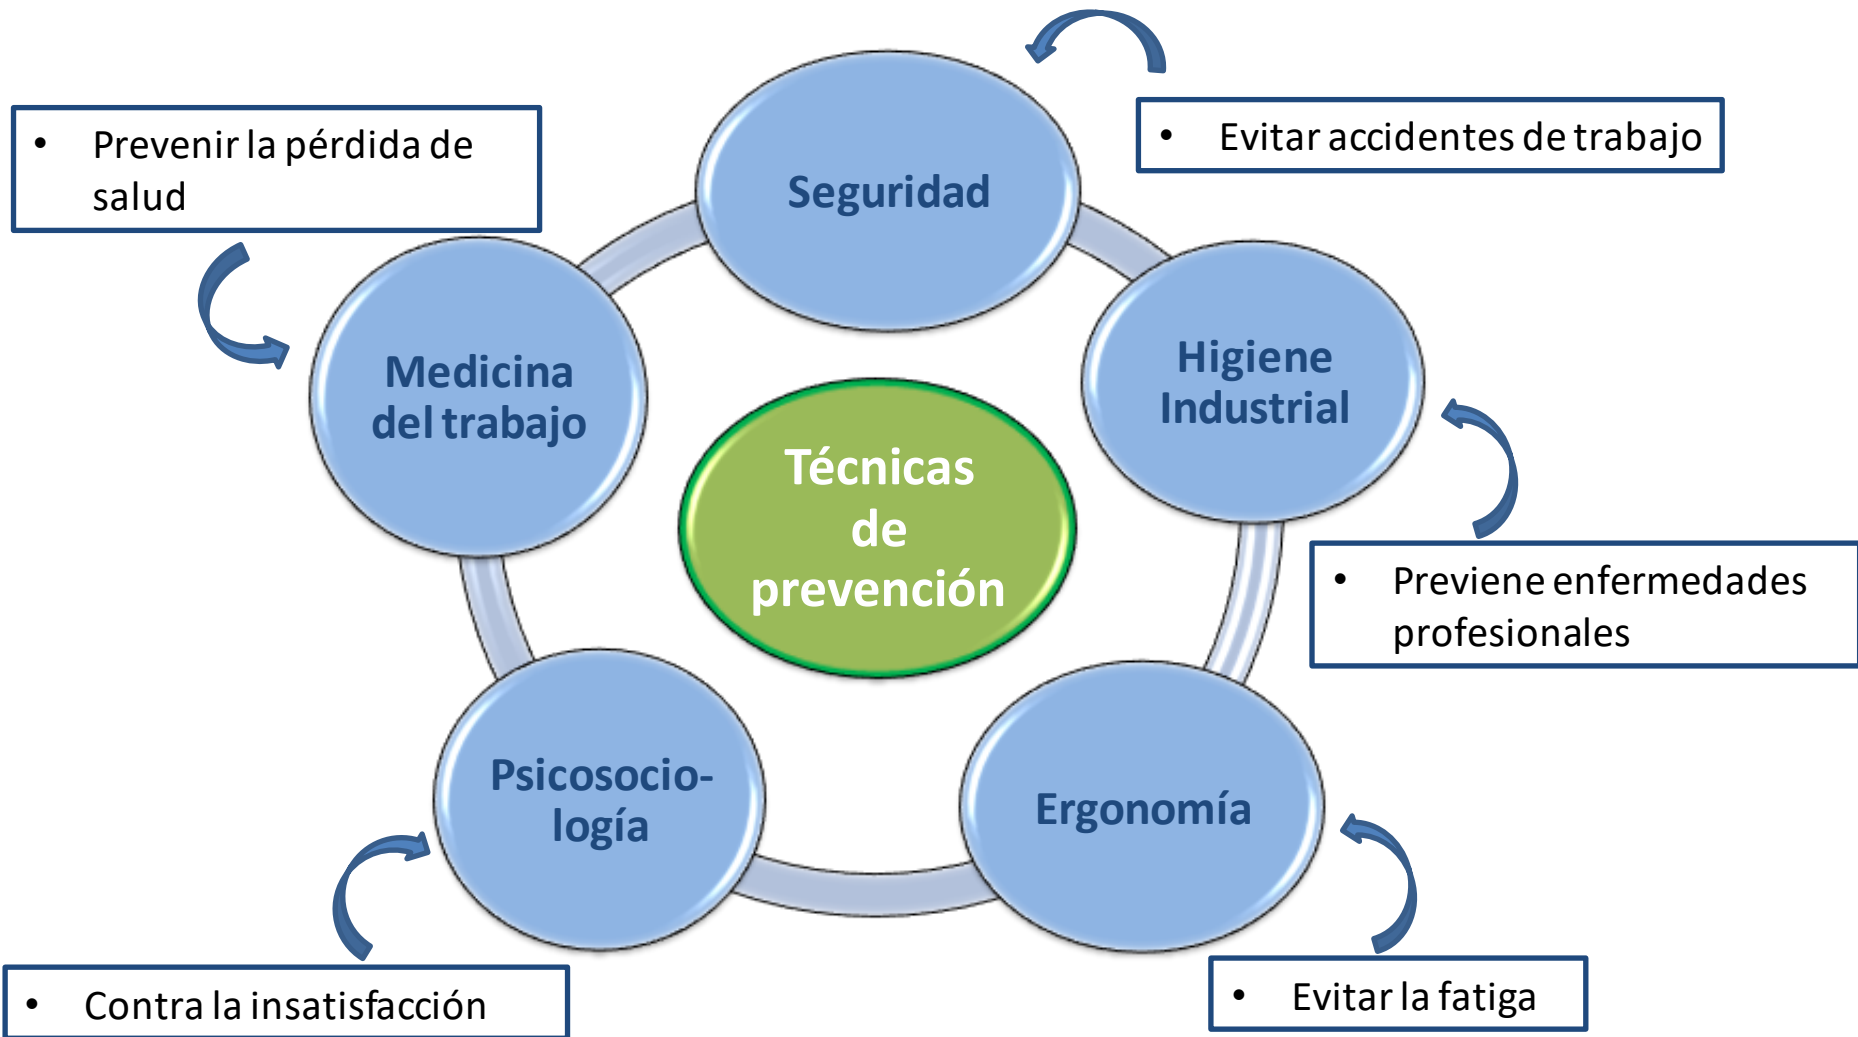 • Evitar accidentes de trabajo
• Prevenir la pérdida de
salud
Seguridad
Higiene
Industrial
Medicina
del trabajo
Técnicas
de
prevención
• Previene enfermedades
profesionales
Psicosocio-
logía
Ergonomía
• Contra la insatisfacción
• Evitar la fatiga